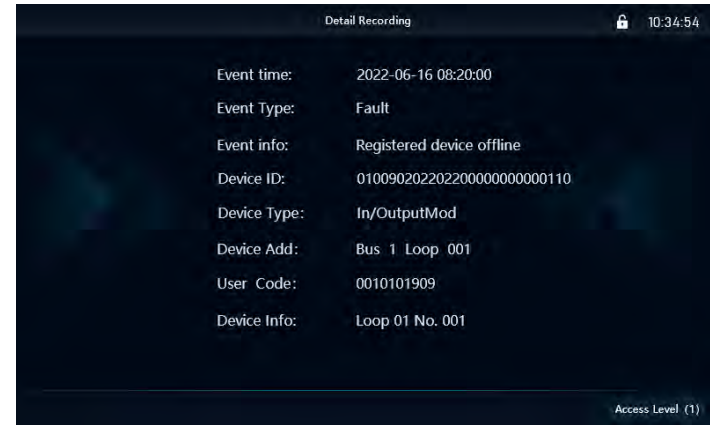 Detail Recording
10:34:54
Event time: 2022-06-16 08:20:00
Event Type: Fault
Event info: Registered device offline
Device ID: 010090202202200000000000110
Device Type: In/OutputMod
Device Add: Bus 1 Loop 001
User Code: 0010101909
Device Info: Loop 01 No. 001
Access Level (1)